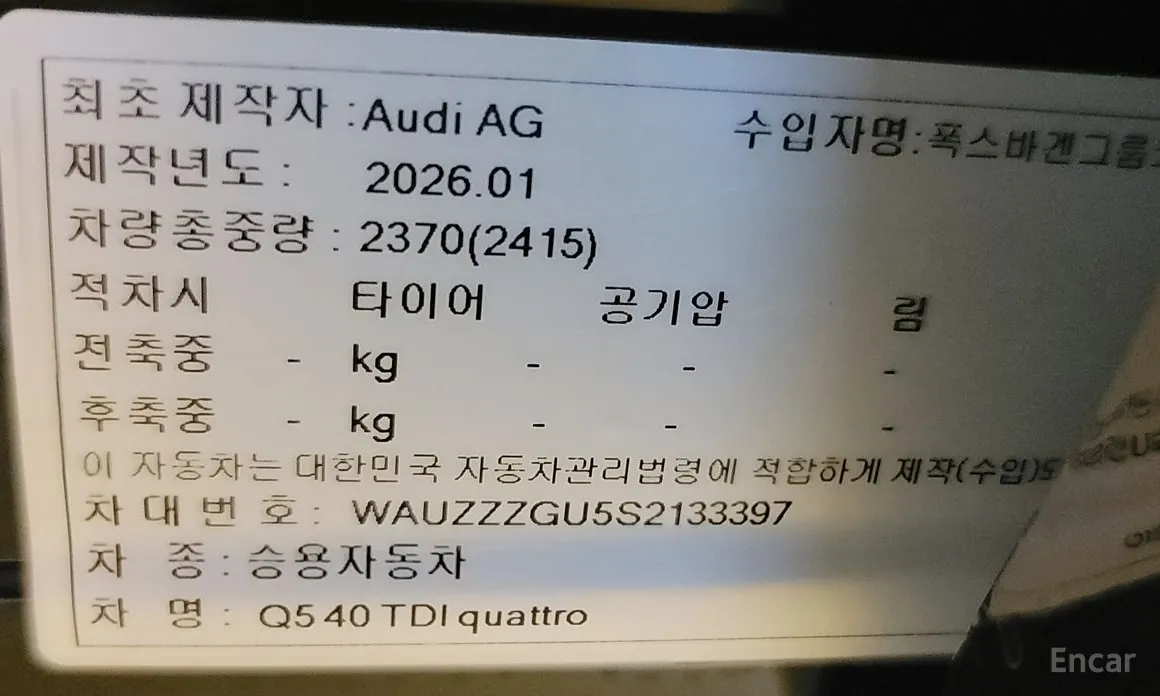 최초 제작자 :Audi AG 수입자명:폭스바겐그룹
제작년도 : 2026.01
차량총중량 : 2370(2415)
적차시 타이어 공기압 림
전축중 - kg - - -
후축중 - kg - - -
이 자동차는 대한민국 자동차관리법령에 적합하게 제작(수입)되
차 대 번 호 : WAUZZZGU5S2133397
차 종 : 승용자동차
차 명 : Q5 40 TDI quattro
Encar